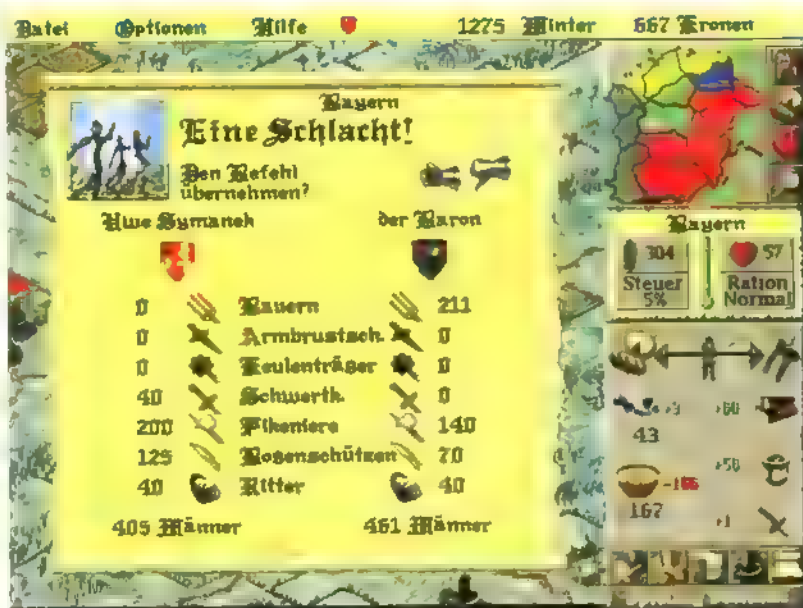 Datei Optionen Hilfe 1275 Winter 667 Kronen
Bayern
Eine Schlacht!
Den Befehl
übernehmen?
Uwe Symanek der Baron
0 Bauern 211
0 Armbrustsch. 0
0 Keulenträger 0
40 Schwertk. 0
200 Pikeniere 140
125 Bogenschützen 70
40 Ritter 40
405 Männer 461 Männer
Bayern
304 57
Steuer Ration
5% Normal
43
167
+1